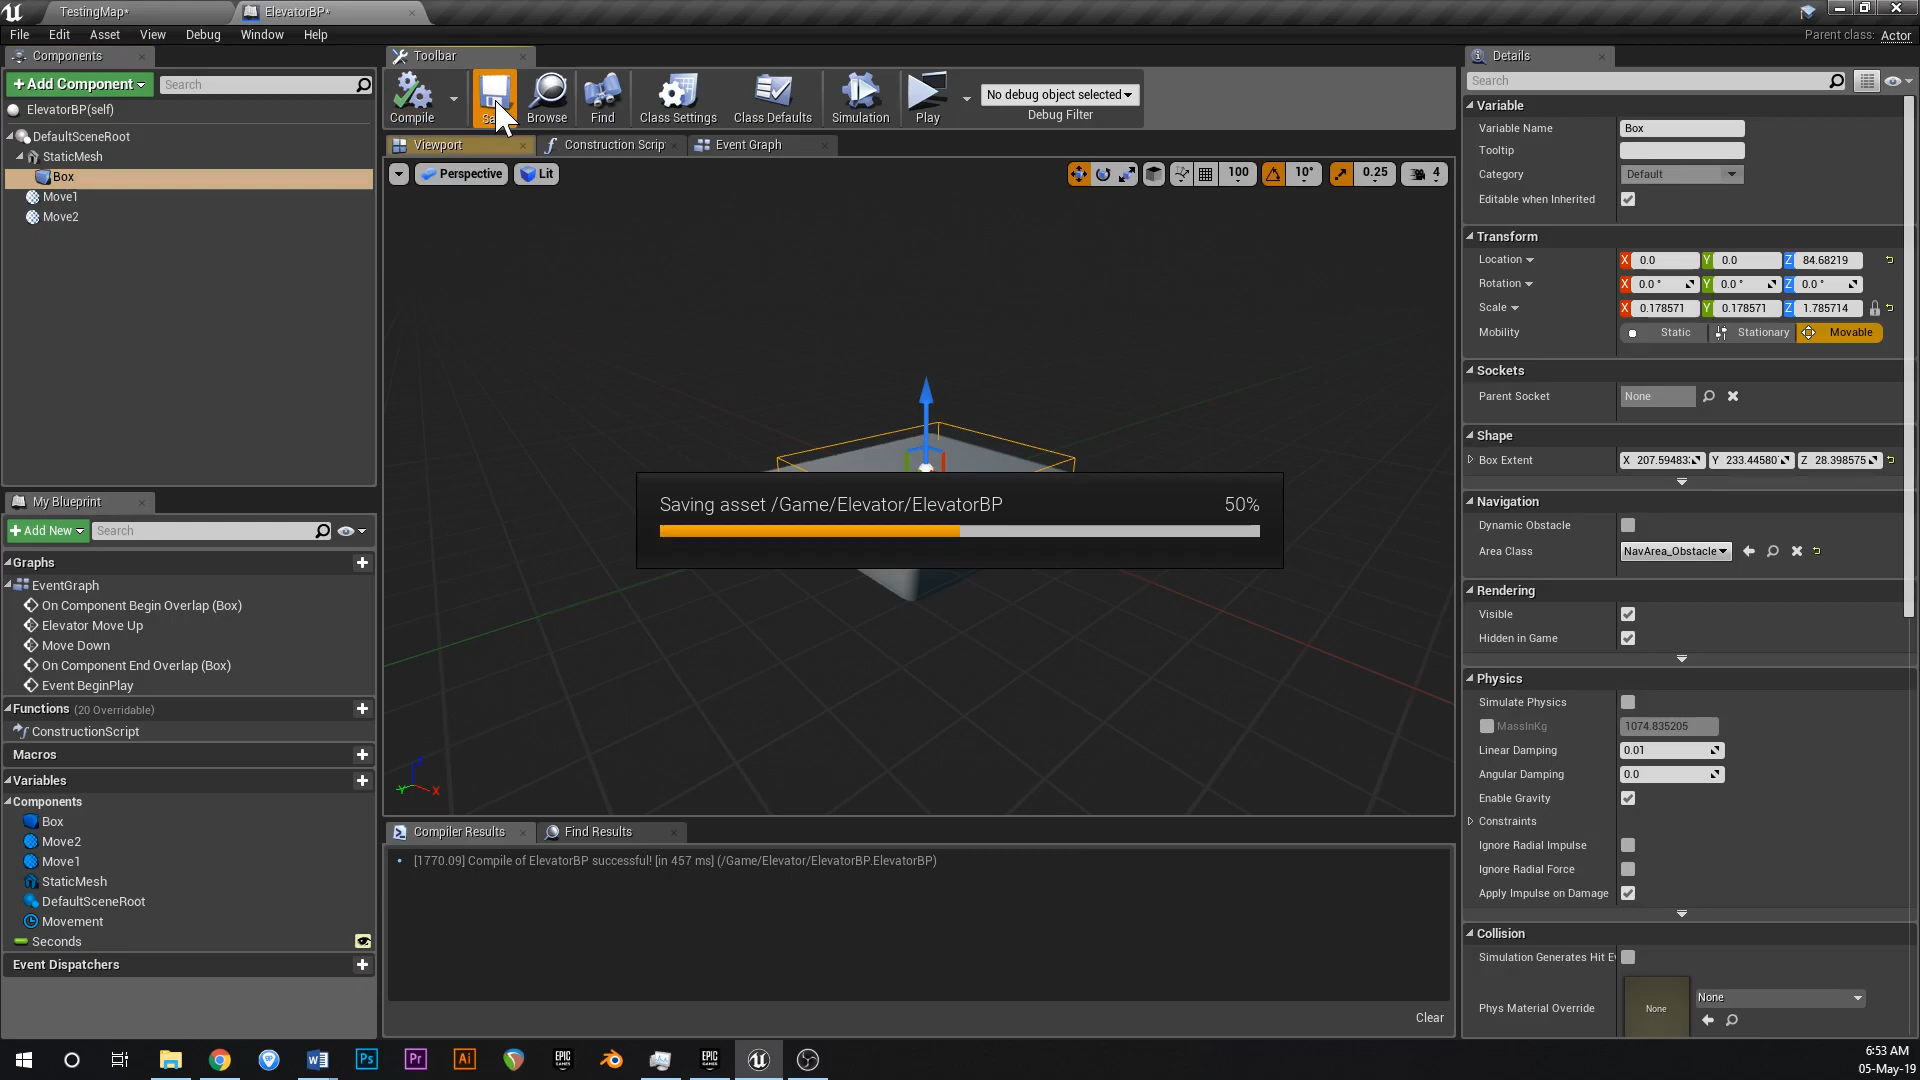 TestingMap*
ElevatorBP*
File Edit Asset View Debug Window Help
Parent class: Actor
Components
Toolbar
Details
+ Add Component
Search
Search
ElevatorBP(self)
DefaultSceneRoot
StaticMesh
Box
Move1
Move2
Compile
Browse
Find
Class Settings
Class Defaults
Simulation
Play
No debug object selected
Debug Filter
Viewport
Construction Scrip
Event Graph
Perspective
Lit
100
10°
0.25
4
Saving asset /Game/Elevator/ElevatorBP
50%
Variable
Variable Name
Box
Tooltip
Category
Default
Editable when Inherited
Transform
Location X 0.0 Y 0.0 Z 84.68219
Rotation X 0.0 ° Y 0.0 ° Z 0.0 °
Scale X 0.178571 Y 0.178571 Z 1.785714
Mobility Static Stationary Movable
Sockets
Parent Socket None
Shape
Box Extent X 207.59483 Y 233.44580 Z 28.398575
Navigation
Dynamic Obstacle
Area Class NavArea_Obstacle
Rendering
Visible
Hidden in Game
Physics
Simulate Physics
MassInKg 1074.835205
Linear Damping 0.01
Angular Damping 0.0
Enable Gravity
Constraints
Ignore Radial Impulse
Ignore Radial Force
Apply Impulse on Damage
Collision
Simulation Generates Hit E
Phys Material Override None None
My Blueprint
+ Add New
Search
Graphs
EventGraph
On Component Begin Overlap (Box)
Elevator Move Up
Move Down
On Component End Overlap (Box)
Event BeginPlay
Functions (20 Overridable)
ConstructionScript
Macros
Variables
Components
Box
Move2
Move1
StaticMesh
DefaultSceneRoot
Movement
Seconds
Event Dispatchers
Z
Y
X
Compiler Results
Find Results
[1770.09] Compile of ElevatorBP successful! [in 457 ms] (/Game/Elevator/ElevatorBP.ElevatorBP)
Clear
Ps
Pr
Ai
EPIC GAMES
EPIC GAMES
6:53 AM
05-May-19